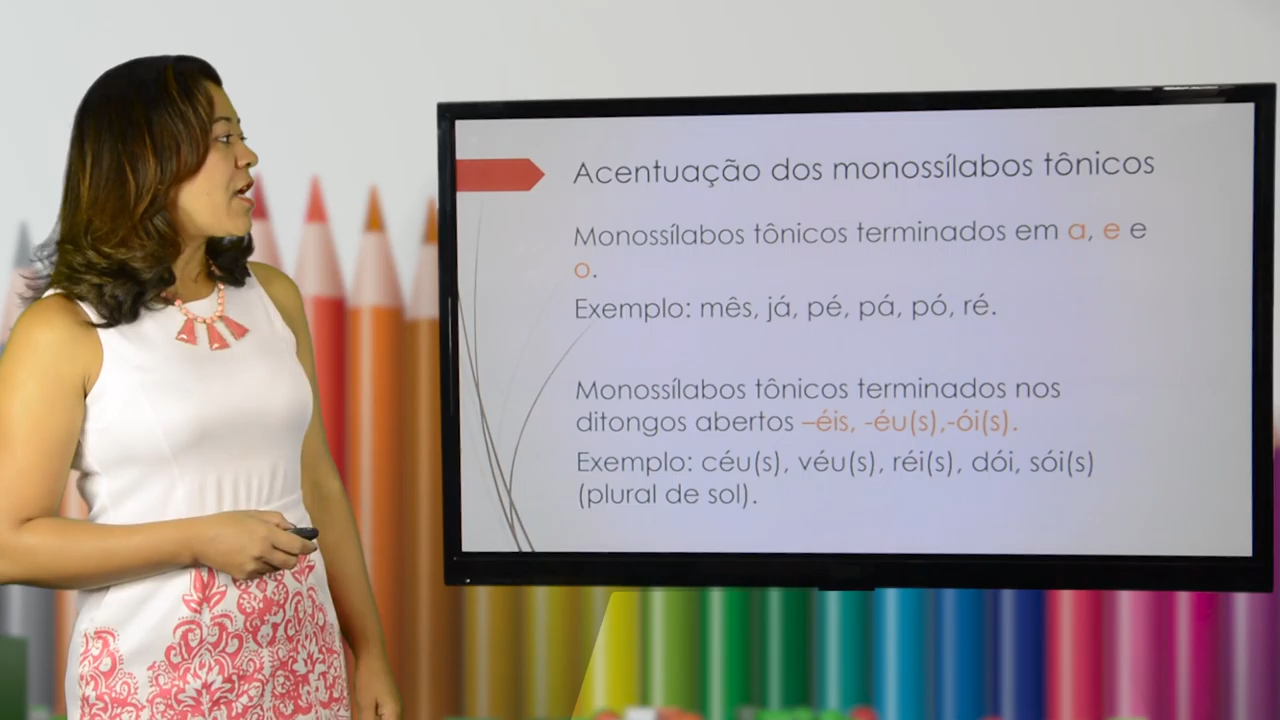 Acentuação dos monossílabos tônicos
Monossílabos tônicos terminados em a, e e
o.
Exemplo: mês, já, pé, pá, pó, ré.
Monossílabos tônicos terminados nos
ditongos abertos –éis, -éu(s),-ói(s).
Exemplo: céu(s), véu(s), réi(s), dói, sói(s)
(plural de sol).